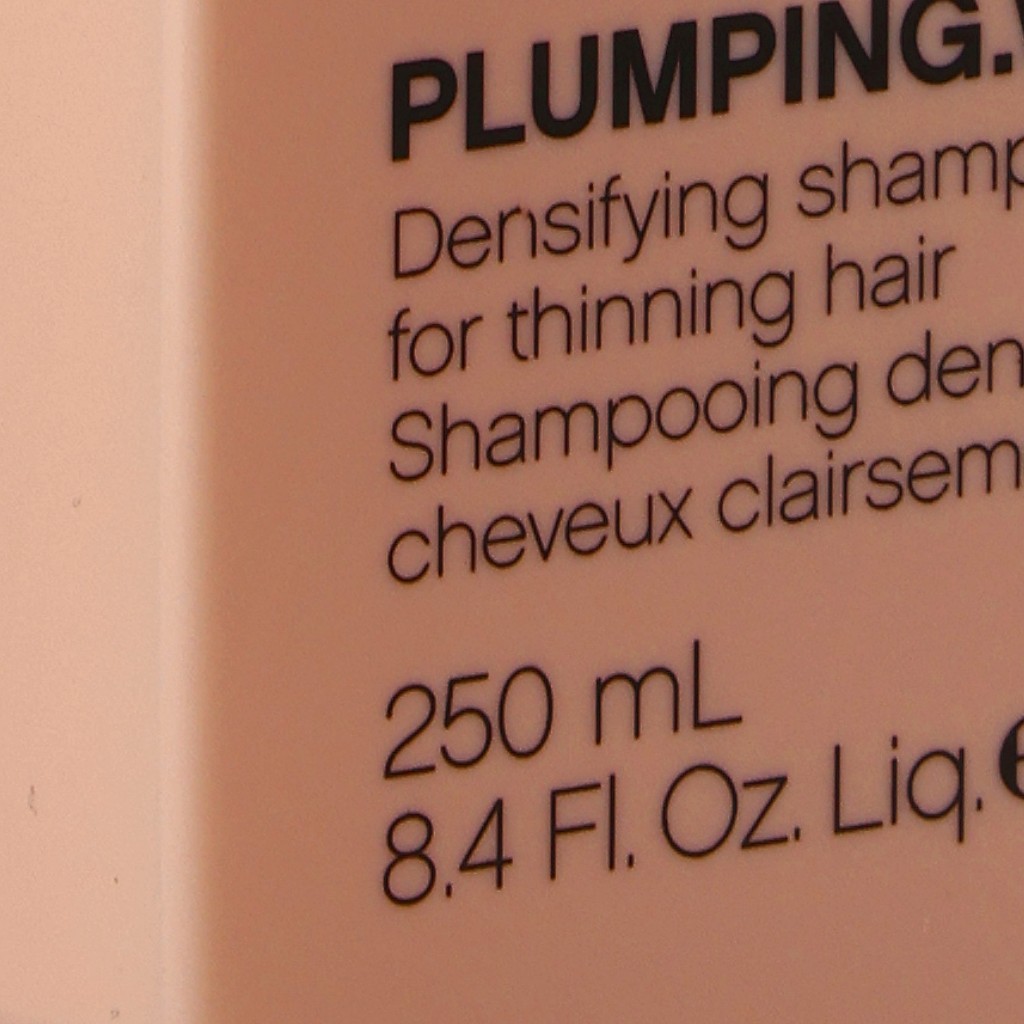 PLUMPING.
Densifying shamp
for thinning hair
Shampooing den
cheveux clairsem
250 mL
8.4 Fl. Oz. Liq. e